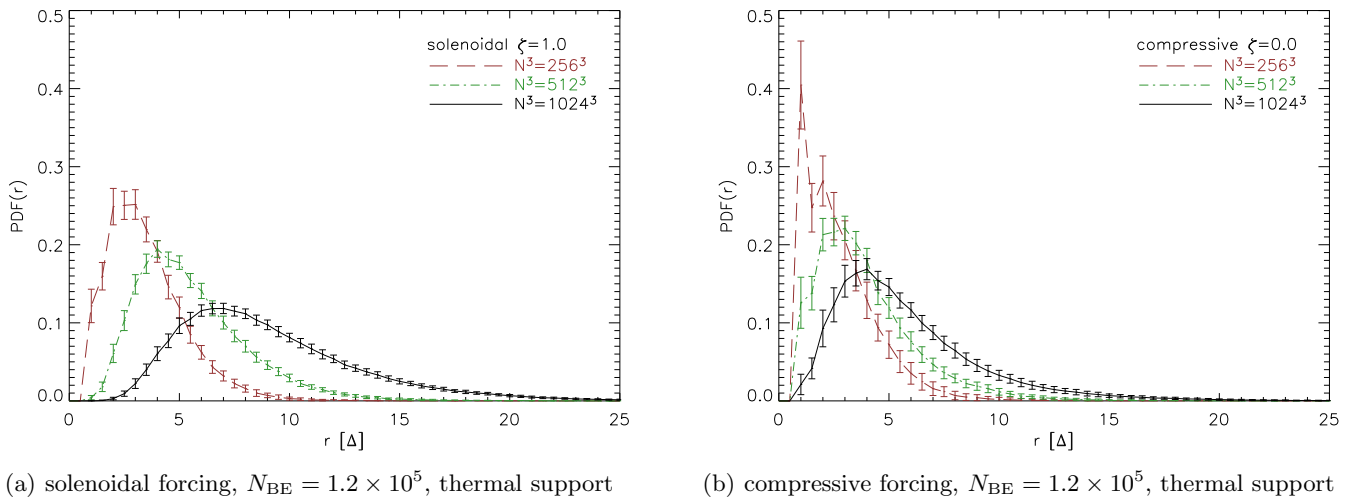 0.5
0.4
0.3
0.2
0.1
0.0
PDF(r)
solenoidal ζ=1.0
N³=256³
N³=512³
N³=1024³
0 5 10 15 20 25
r [Δ]
(a) solenoidal forcing, N_BE = 1.2 × 10⁵, thermal support
0.5
0.4
0.3
0.2
0.1
0.0
PDF(r)
compressive ζ=0.0
N³=256³
N³=512³
N³=1024³
0 5 10 15 20 25
r [Δ]
(b) compressive forcing, N_BE = 1.2 × 10⁵, thermal support